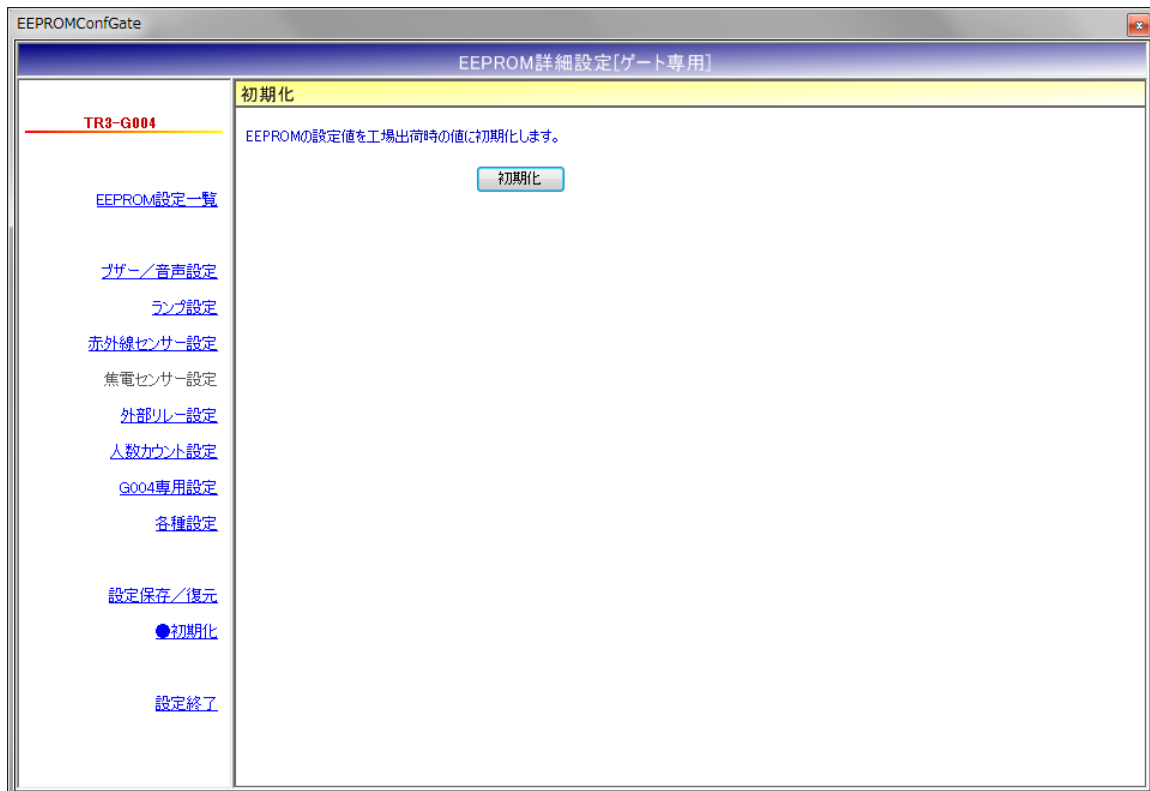 EEPROMConfGate
EEPROM詳細設定[ゲート専用]
TR3-G004
EEPROM設定一覧
ブザー／音声設定
ランプ設定
赤外線センサー設定
焦電センサー設定
外部リレー設定
人数カウント設定
G004専用設定
各種設定
設定保存／復元
●初期化
設定終了
初期化
EEPROMの設定値を工場出荷時の値に初期化します。
初期化